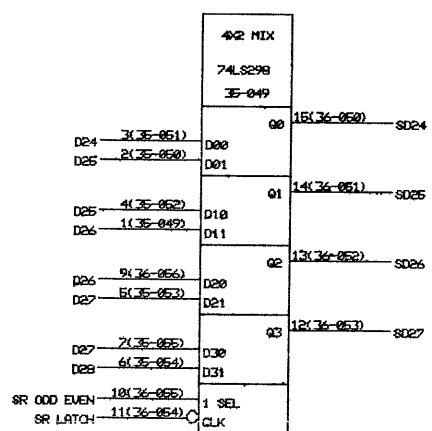 4X2 MIX
74LS298
35-049
Q0 15(36-050) SD24
D24 3(35-051) D00
D25 2(35-050) D01
Q1 14(36-051) SD25
D25 4(35-052) D10
D26 1(35-049) D11
Q2 13(36-052) SD26
D26 9(36-056) D20
D27 5(35-053) D21
Q3 12(36-053) SD27
D27 7(35-055) D30
D28 6(35-054) D31
SR ODD EVEN 10(36-055) 1 SEL
SR LATCH 11(36-054) CLK